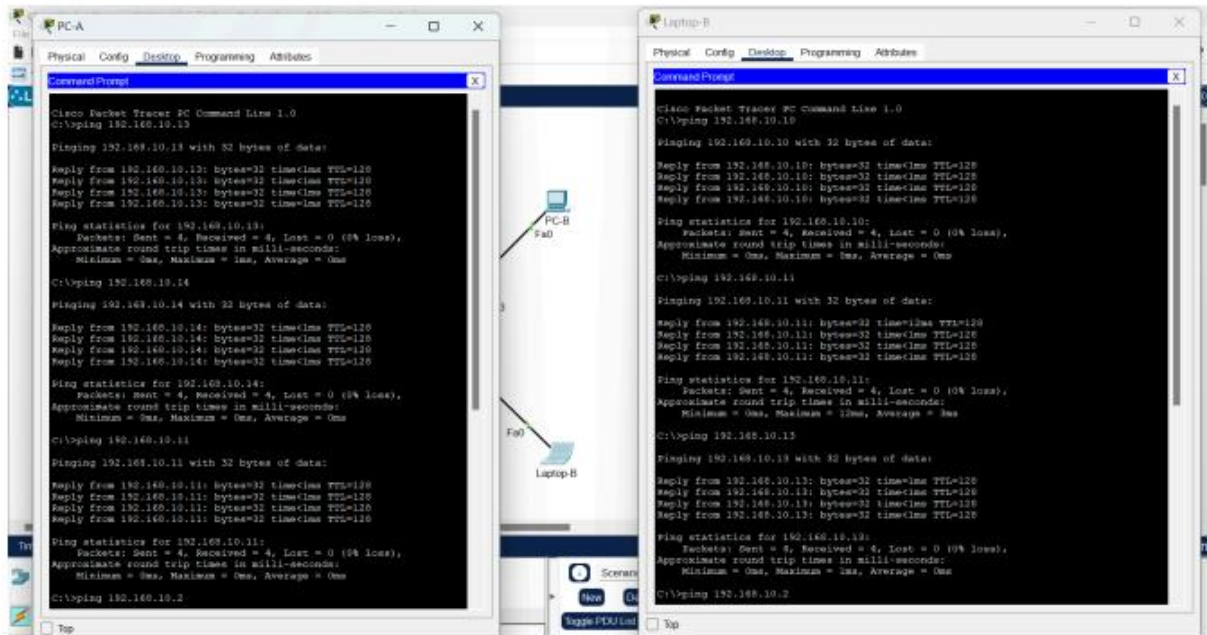 PC-A
Physical Config Desktop Programming Attributes
Command Prompt
X
Cisco Packet Tracer PC Command Line 1.0
C:\>ping 192.168.10.13
Pinging 192.168.10.13 with 32 bytes of data:
Reply from 192.168.10.13: bytes=32 time<1ms TTL=128
Reply from 192.168.10.13: bytes=32 time<1ms TTL=128
Reply from 192.168.10.13: bytes=32 time<1ms TTL=128
Reply from 192.168.10.13: bytes=32 time=1ms TTL=128
Ping statistics for 192.168.10.13:
Packets: Sent = 4, Received = 4, Lost = 0 (0% loss),
Approximate round trip times in milli-seconds:
Minimum = 0ms, Maximum = 1ms, Average = 0ms
C:\>ping 192.168.10.14
Pinging 192.168.10.14 with 32 bytes of data:
Reply from 192.168.10.14: bytes=32 time<1ms TTL=128
Reply from 192.168.10.14: bytes=32 time<1ms TTL=128
Reply from 192.168.10.14: bytes=32 time<1ms TTL=128
Reply from 192.168.10.14: bytes=32 time<1ms TTL=128
Ping statistics for 192.168.10.14:
Packets: Sent = 4, Received = 4, Lost = 0 (0% loss),
Approximate round trip times in milli-seconds:
Minimum = 0ms, Maximum = 0ms, Average = 0ms
C:\>ping 192.168.10.11
Pinging 192.168.10.11 with 32 bytes of data:
Reply from 192.168.10.11: bytes=32 time<1ms TTL=128
Reply from 192.168.10.11: bytes=32 time<1ms TTL=128
Reply from 192.168.10.11: bytes=32 time<1ms TTL=128
Reply from 192.168.10.11: bytes=32 time<1ms TTL=128
Ping statistics for 192.168.10.11:
Packets: Sent = 4, Received = 4, Lost = 0 (0% loss),
Approximate round trip times in milli-seconds:
Minimum = 0ms, Maximum = 0ms, Average = 0ms
C:\>ping 192.168.10.2
Top
PC-B
Fa0
Fa0
Laptop-B
New
Toggle PDU List
Laptop-B
Physical Config Desktop Programming Attributes
Command Prompt
X
Cisco Packet Tracer PC Command Line 1.0
C:\>ping 192.168.10.10
Pinging 192.168.10.10 with 32 bytes of data:
Reply from 192.168.10.10: bytes=32 time<1ms TTL=128
Reply from 192.168.10.10: bytes=32 time<1ms TTL=128
Reply from 192.168.10.10: bytes=32 time<1ms TTL=128
Reply from 192.168.10.10: bytes=32 time<1ms TTL=128
Ping statistics for 192.168.10.10:
Packets: Sent = 4, Received = 4, Lost = 0 (0% loss),
Approximate round trip times in milli-seconds:
Minimum = 0ms, Maximum = 0ms, Average = 0ms
C:\>ping 192.168.10.11
Pinging 192.168.10.11 with 32 bytes of data:
Reply from 192.168.10.11: bytes=32 time=12ms TTL=128
Reply from 192.168.10.11: bytes=32 time<1ms TTL=128
Reply from 192.168.10.11: bytes=32 time<1ms TTL=128
Reply from 192.168.10.11: bytes=32 time<1ms TTL=128
Ping statistics for 192.168.10.11:
Packets: Sent = 4, Received = 4, Lost = 0 (0% loss),
Approximate round trip times in milli-seconds:
Minimum = 0ms, Maximum = 12ms, Average = 3ms
C:\>ping 192.168.10.13
Pinging 192.168.10.13 with 32 bytes of data:
Reply from 192.168.10.13: bytes=32 time=1ms TTL=128
Reply from 192.168.10.13: bytes=32 time<1ms TTL=128
Reply from 192.168.10.13: bytes=32 time<1ms TTL=128
Reply from 192.168.10.13: bytes=32 time<1ms TTL=128
Ping statistics for 192.168.10.13:
Packets: Sent = 4, Received = 4, Lost = 0 (0% loss),
Approximate round trip times in milli-seconds:
Minimum = 0ms, Maximum = 1ms, Average = 0ms
C:\>ping 192.168.10.2
Top